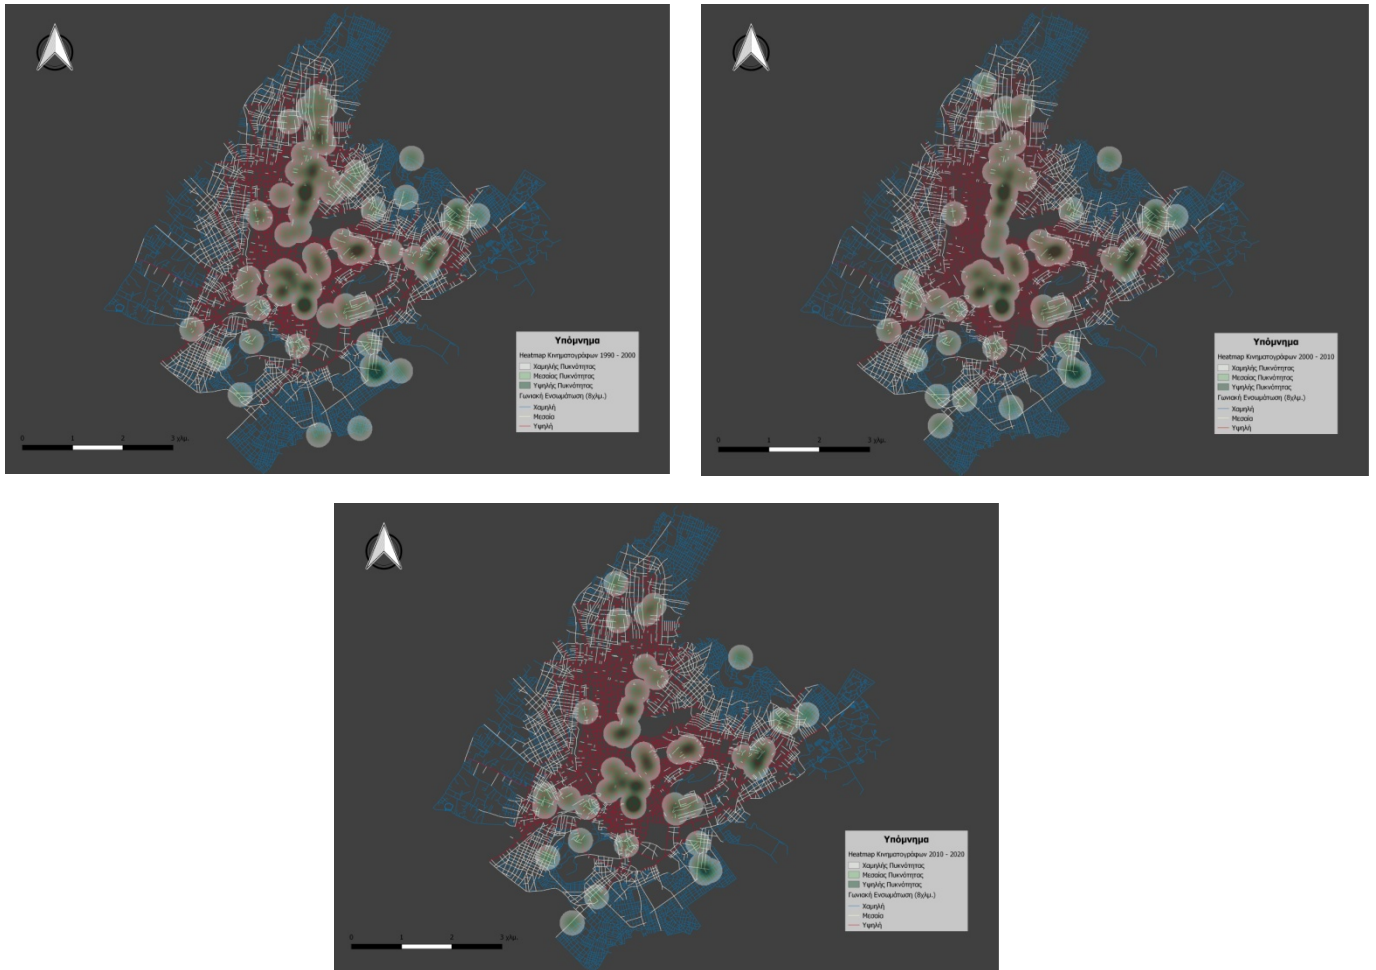 Υπόμνημα
Heatmap Κινηματογράφων 1990 - 2000
Χαμηλής Πυκνότητας
Μεσαίας Πυκνότητας
Υψηλής Πυκνότητας
Γωνιακή Ενσωμάτωση (8χλμ.)
Χαμηλή
Μεσαία
Υψηλή
0 1 2 3 χλμ.
Υπόμνημα
Heatmap Κινηματογράφων 2000 - 2010
Χαμηλής Πυκνότητας
Μεσαίας Πυκνότητας
Υψηλής Πυκνότητας
Γωνιακή Ενσωμάτωση (8χλμ.)
Χαμηλή
Μεσαία
Υψηλή
0 1 2 3 χλμ.
Υπόμνημα
Heatmap Κινηματογράφων 2010 - 2020
Χαμηλής Πυκνότητας
Μεσαίας Πυκνότητας
Υψηλής Πυκνότητας
Γωνιακή Ενσωμάτωση (8χλμ.)
Χαμηλή
Μεσαία
Υψηλή
0 1 2 3 χλμ.